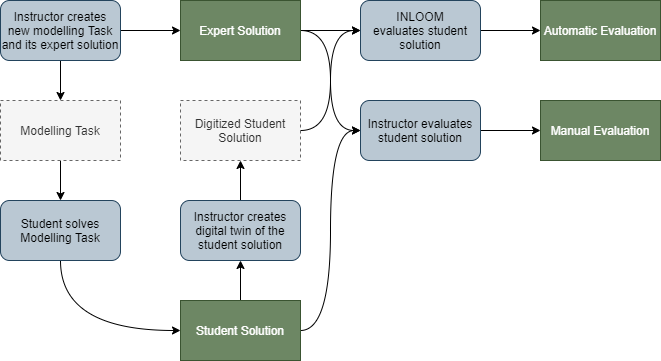 Instructor creates
new modelling Task
and its expert solution
Expert Solution
INLOOM
evaluates student
solution
Automatic Evaluation
Modelling Task
Digitized Student
Solution
Instructor evaluates
student solution
Manual Evaluation
Student solves
Modelling Task
Instructor creates
digital twin of the
student solution
Student Solution